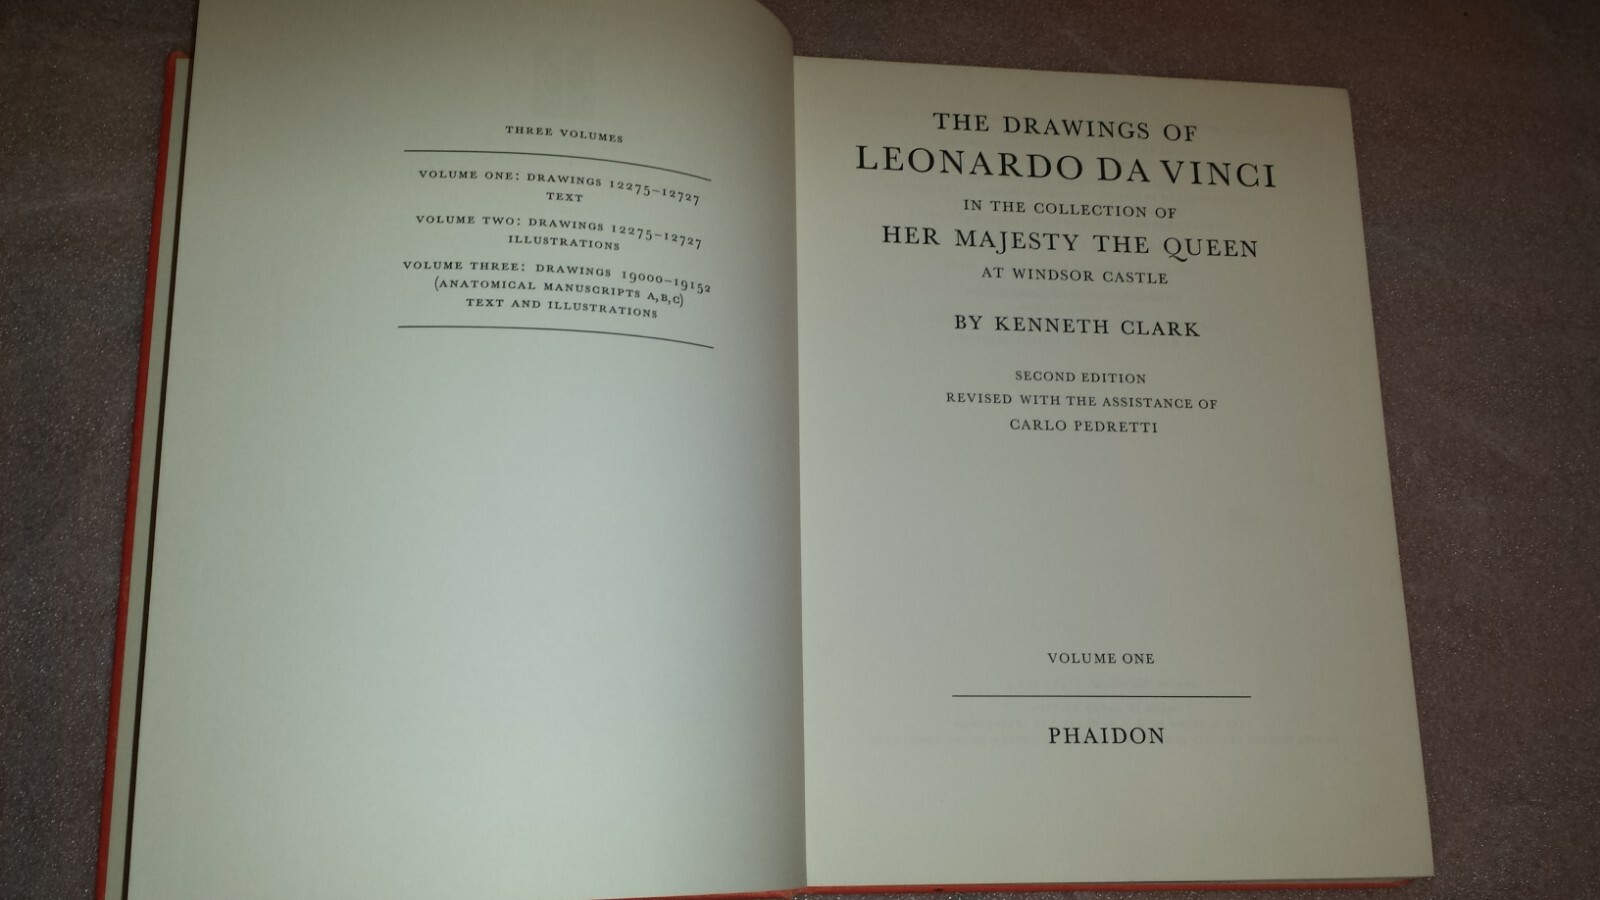 THREE VOLUMES
VOLUME ONE: DRAWINGS 12275–12727
TEXT
VOLUME TWO: DRAWINGS 12275–12727
ILLUSTRATIONS
VOLUME THREE: DRAWINGS 19000–19152
(ANATOMICAL MANUSCRIPTS A, B, C)
TEXT AND ILLUSTRATIONS
THE DRAWINGS OF
LEONARDO DA VINCI
IN THE COLLECTION OF
HER MAJESTY THE QUEEN
AT WINDSOR CASTLE
BY KENNETH CLARK
SECOND EDITION
REVISED WITH THE ASSISTANCE OF
CARLO PEDRETTI
VOLUME ONE
PHAIDON